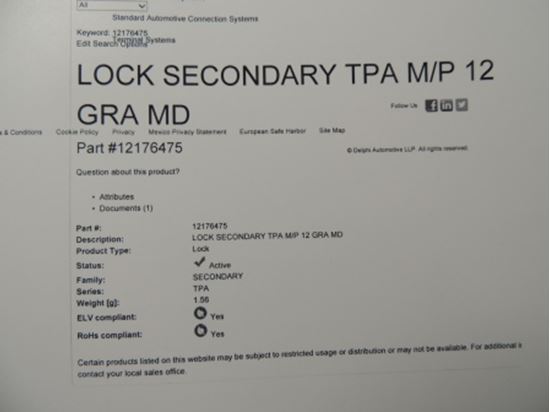 All
Standard Automotive Connection Systems
Keyword: 12176475
Terminal Systems
Edit Search Options
LOCK SECONDARY TPA M/P 12
GRA MD
Follow Us
s & Conditions Cookie Policy Privacy Mexico Privacy Statement European Safe Harbor Site Map
Part #12176475
© Delphi Automotive LLP. All rights reserved.
Question about this product?
• Attributes
• Documents (1)
Part #: 12176475
Description: LOCK SECONDARY TPA M/P 12 GRA MD
Product Type: Lock
Status: Active
Family: SECONDARY
Series: TPA
Weight [g]: 1.56
ELV compliant: Yes
RoHs compliant: Yes
Certain products listed on this website may be subject to restricted usage or distribution or may not be available. For additional i
contact your local sales office.